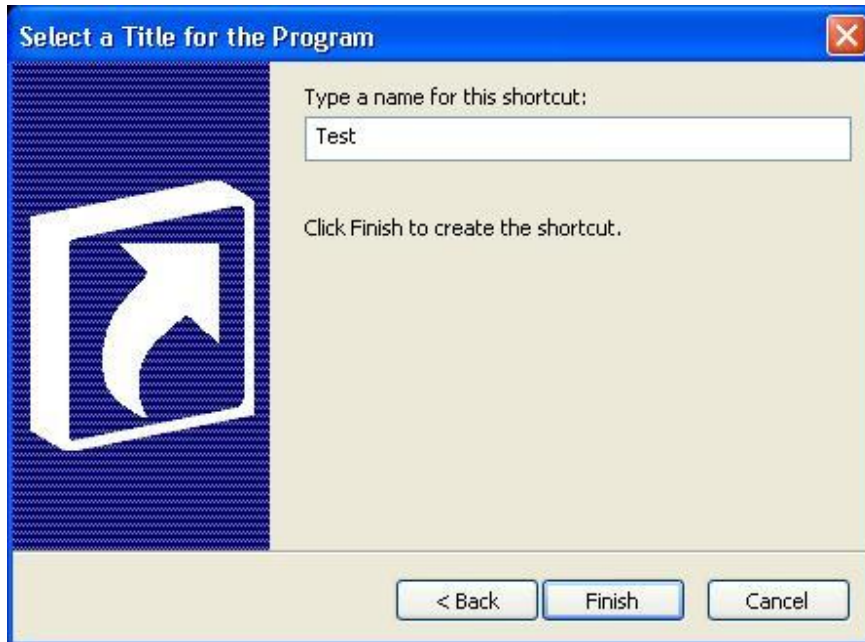 Select a Title for the Program
Type a name for this shortcut:
Test
Click Finish to create the shortcut.
< Back
Finish
Cancel